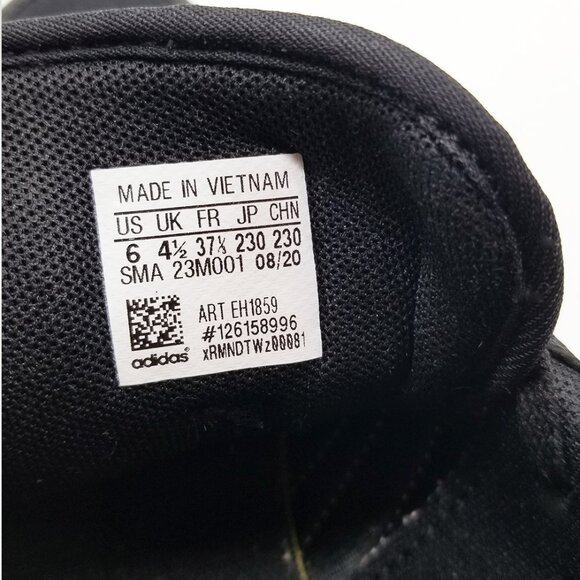 MADE IN VIETNAM
US UK FR JP CHN
6 4½ 37⅓ 230 230
SMA 23M001 08/20
ART EH1859
#126158996
xRMNDTWz00081
adidas